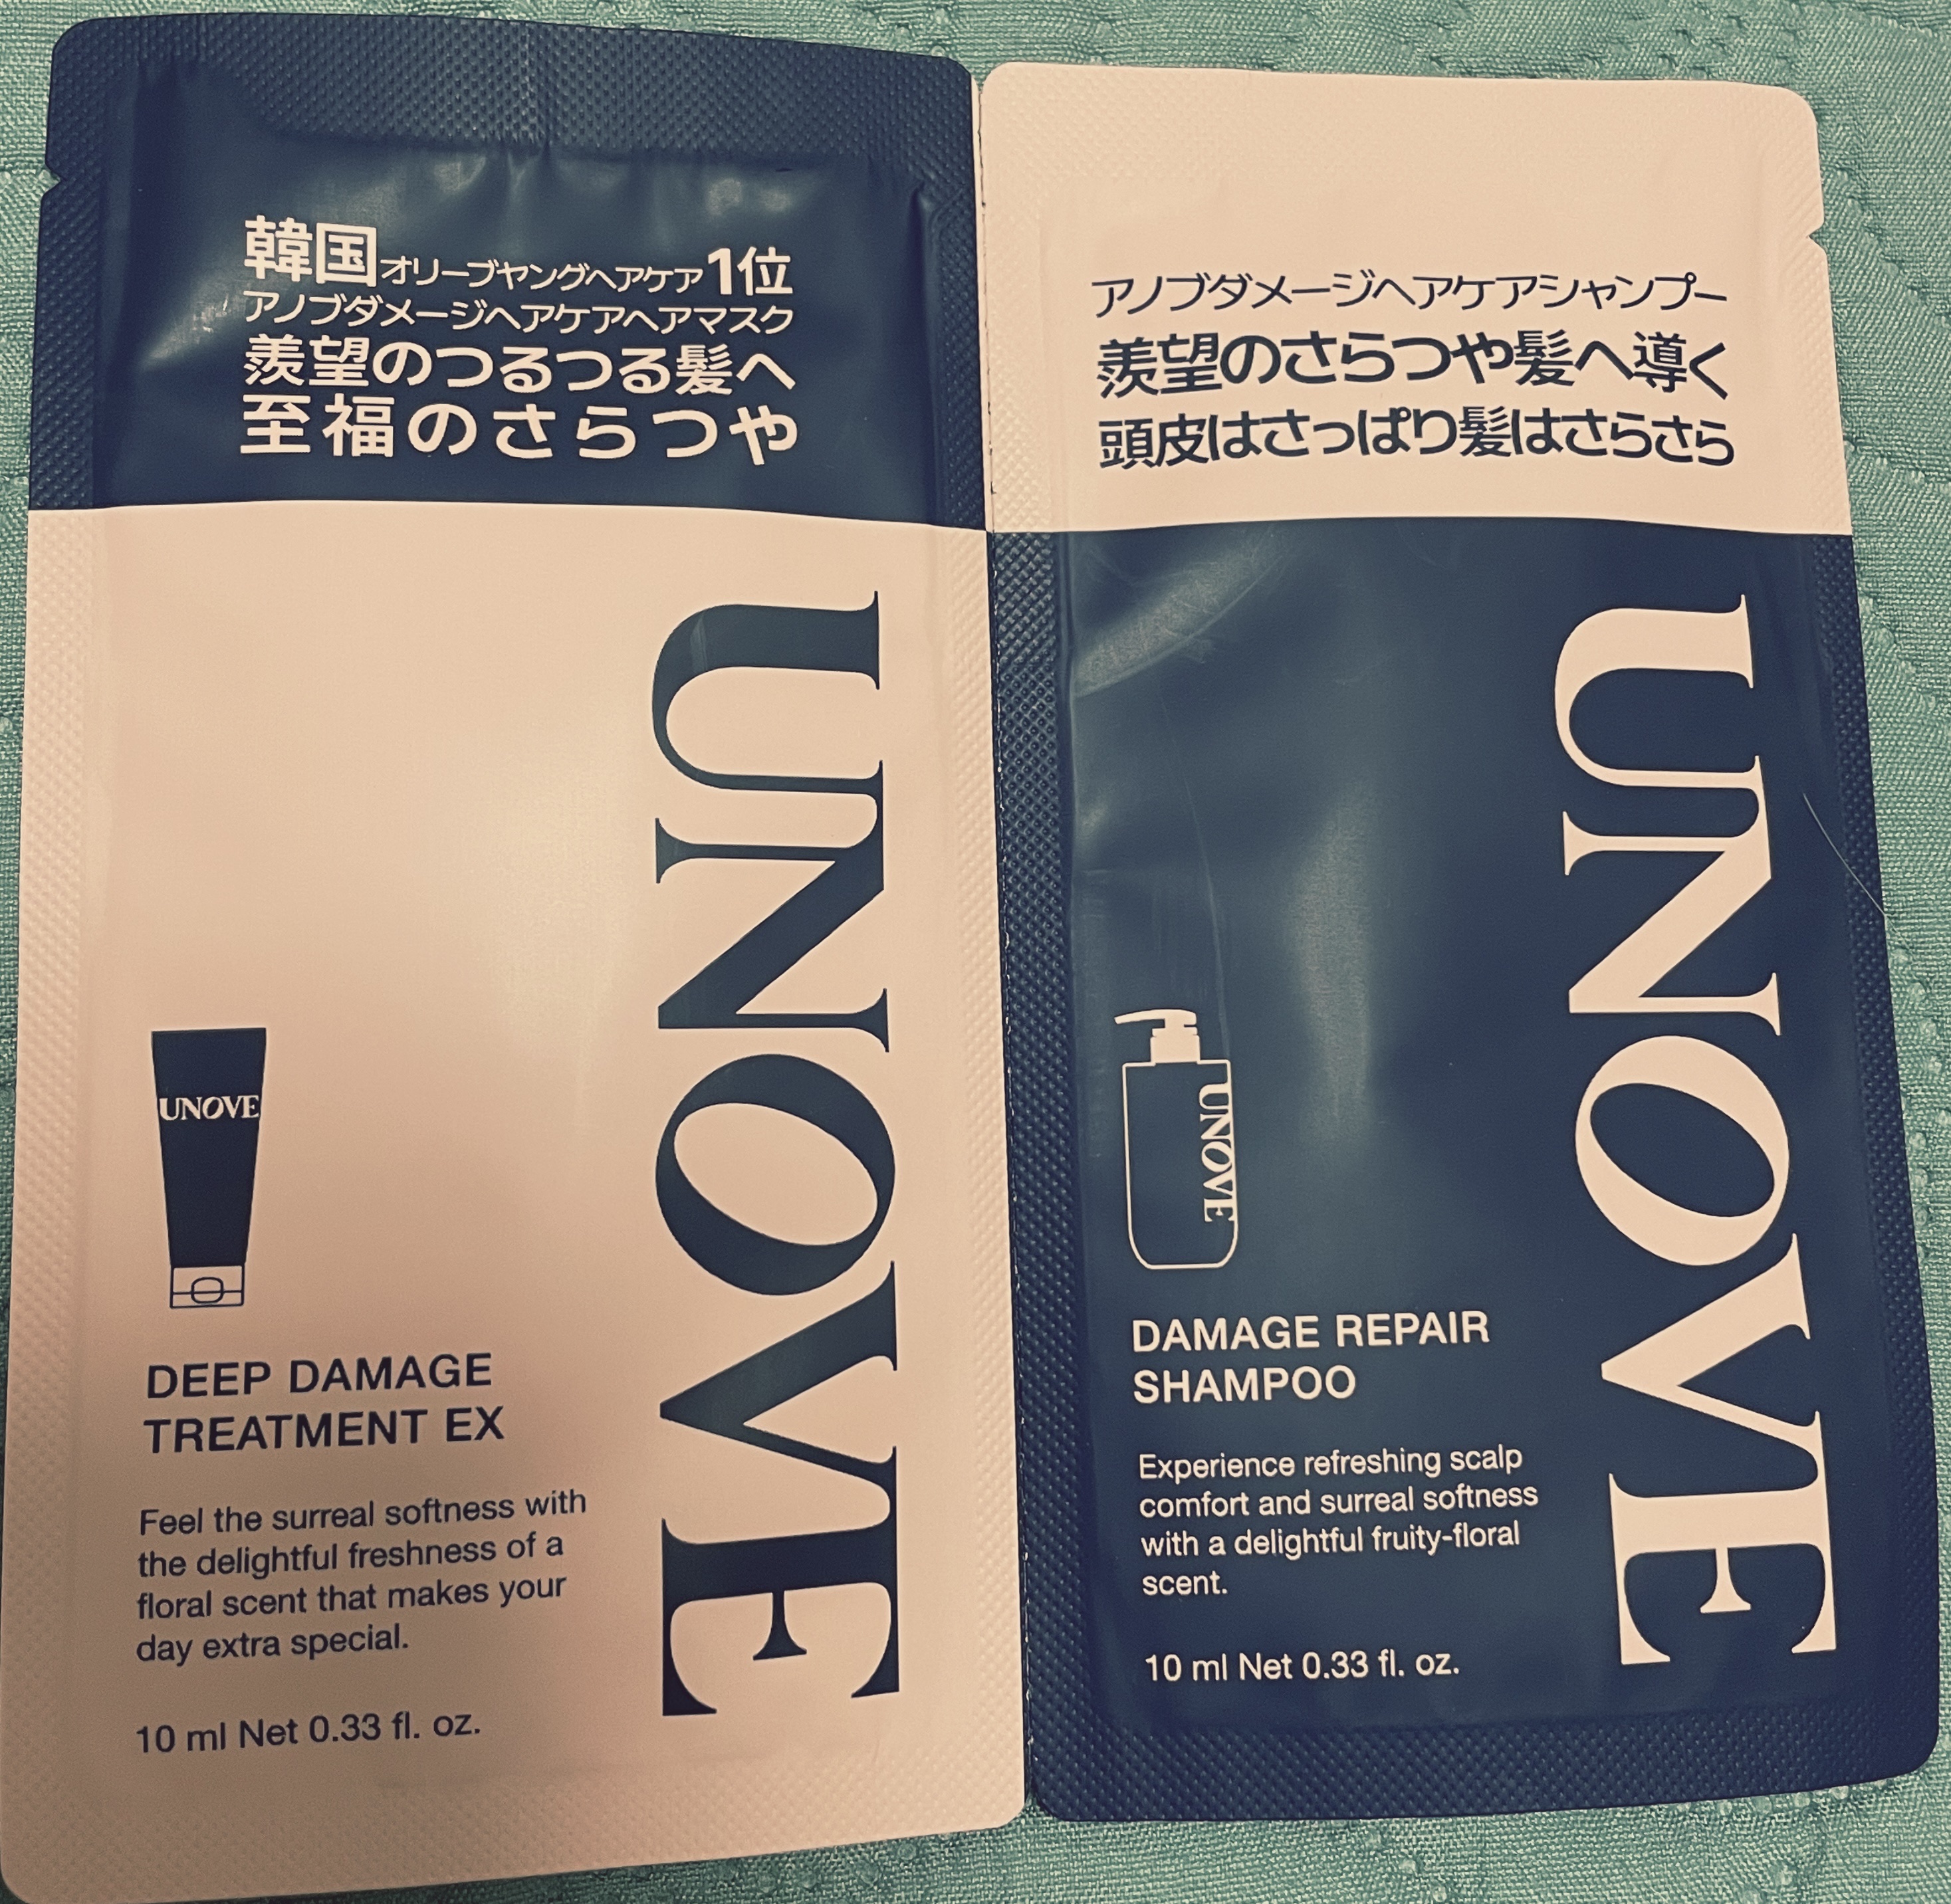 韓国オリーブヤングヘアケア1位
アノブダメージヘアケアヘアマスク
羨望のつるつる髪へ
至福のさらつや
UNOVE
UNOVE
DEEP DAMAGE
TREATMENT EX
Feel the surreal softness with
the delightful freshness of a
floral scent that makes your
day extra special.
10 ml Net 0.33 fl. oz.
アノブダメージヘアケアシャンプー
羨望のさらつや髪へ導く
頭皮はさっぱり髪はさらさら
UNOVE
UNOVE
DAMAGE REPAIR
SHAMPOO
Experience refreshing scalp
comfort and surreal softness
with a delightful fruity-floral
scent.
10 ml Net 0.33 fl. oz.